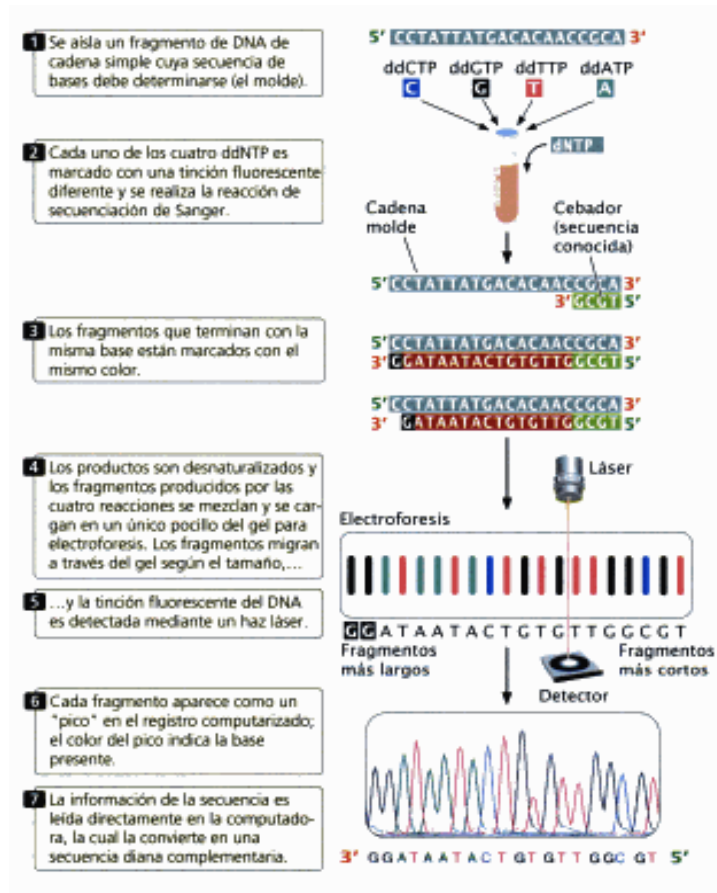 1 Se aisla un fragmento de DNA de
cadena simple cuya secuencia de
bases debe determinarse (el molde).
5' CCTATTATGACACAACCGCA 3'
ddCTP ddGTP ddTTP ddATP
C G T A
2 Cada uno de los cuatro ddNTP es
marcado con una tinción fluorescente
diferente y se realiza la reacción de
secuenciación de Sanger.
dNTP
Cadena
molde
Cebador
(secuencia
conocida)
5' CCTATTATGACACAACCGCA 3'
3' GCGT 5'
3 Los fragmentos que terminan con la
misma base están marcados con el
mismo color.
5' CCTATTATGACACAACCGCA 3'
3' GGATAATACTGTGTTGGCGT 5'
5' CCTATTATGACACAACCGCA 3'
3' GATAATACTGTGTTGGCGT 5'
4 Los productos son desnaturalizados y
los fragmentos producidos por las
cuatro reacciones se mezclan y se car-
gan en un único pocillo del gel para
electroforesis. Los fragmentos migran
a través del gel según el tamaño,...
Láser
Electroforesis
5 ...y la tinción fluorescente del DNA
es detectada mediante un haz láser.
GGATAATACTGTGTTGGCGT
Fragmentos
más largos
Fragmentos
más cortos
Detector
6 Cada fragmento aparece como un
"pico" en el registro computarizado;
el color del pico indica la base
presente.
7 La información de la secuencia es
leída directamente en la computado-
ra, la cual la convierte en una
secuencia diana complementaria.
3' GGATAATACTGTGTTGGCGT 5'